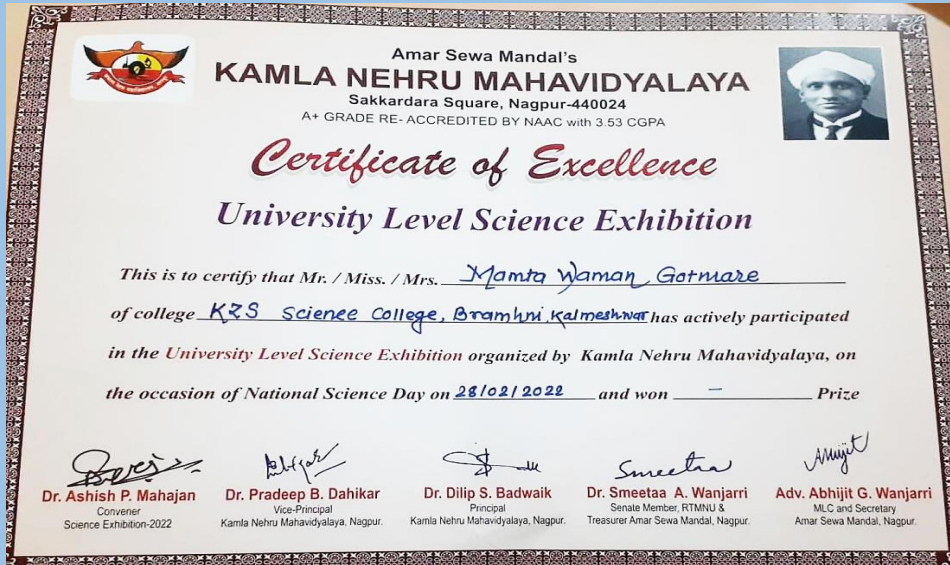 Amar Sewa Mandal's
KAMLA NEHRU MAHAVIDYALAYA
Sakkardara Square, Nagpur-440024
A+ GRADE RE- ACCREDITED BY NAAC with 3.53 CGPA
Certificate of Excellence
University Level Science Exhibition
This is to certify that Mr. / Miss. / Mrs. Mamta Waman Gotmare
of college KZS Science College, Bramhni, Kalmeshwar has actively participated
in the University Level Science Exhibition organized by Kamla Nehru Mahavidyalaya, on
the occasion of National Science Day on 28/02/2022 and won – Prize
Smeetaa
Abhijit
Dr. Ashish P. Mahajan
Convener
Science Exhibition-2022
Dr. Pradeep B. Dahikar
Vice-Principal
Kamla Nehru Mahavidyalaya, Nagpur.
Dr. Dilip S. Badwaik
Principal
Kamla Nehru Mahavidyalaya, Nagpur.
Dr. Smeetaa A. Wanjarri
Senate Member, RTMNU &
Treasurer Amar Sewa Mandal, Nagpur.
Adv. Abhijit G. Wanjarri
MLC and Secretary
Amar Sewa Mandal, Nagpur.